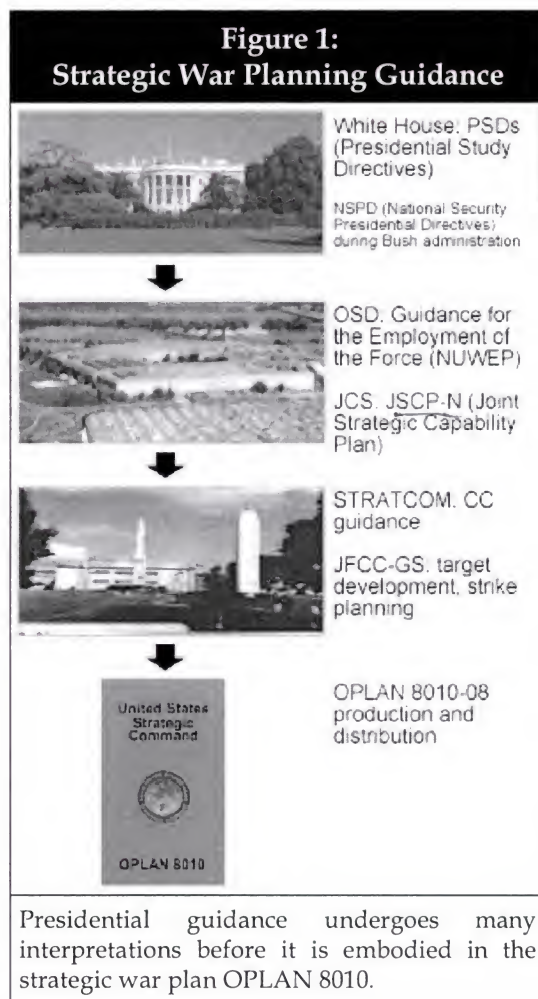 Figure 1:
Strategic War Planning Guidance
White House: PSDs
(Presidential Study
Directives)
NSPD (National Security
Presidential Directives)
during Bush administration
OSD. Guidance for
the Employment of
the Force (NUWEP)
JCS. JSCP-N (Joint
Strategic Capability
Plan)
STRATCOM. CC
guidance
JFCC-GS. target
development, strike
planning
United States
Strategic
Command
OPLAN 8010
OPLAN 8010-08
production and
distribution
Presidential guidance undergoes many
interpretations before it is embodied in the
strategic war plan OPLAN 8010.